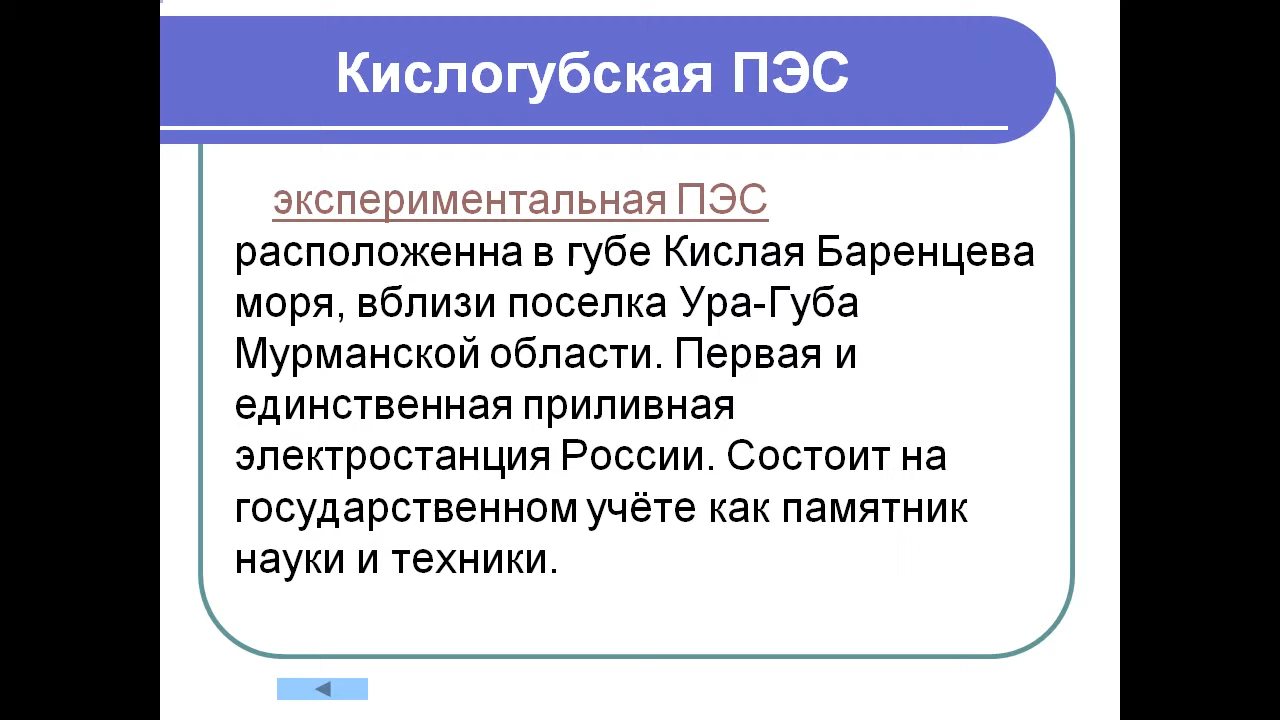 Кислогубская ПЭС
экспериментальная ПЭС
расположенна в губе Кислая Баренцева
моря, вблизи поселка Ура-Губа
Мурманской области. Первая и
единственная приливная
электростанция России. Состоит на
государственном учёте как памятник
науки и техники.